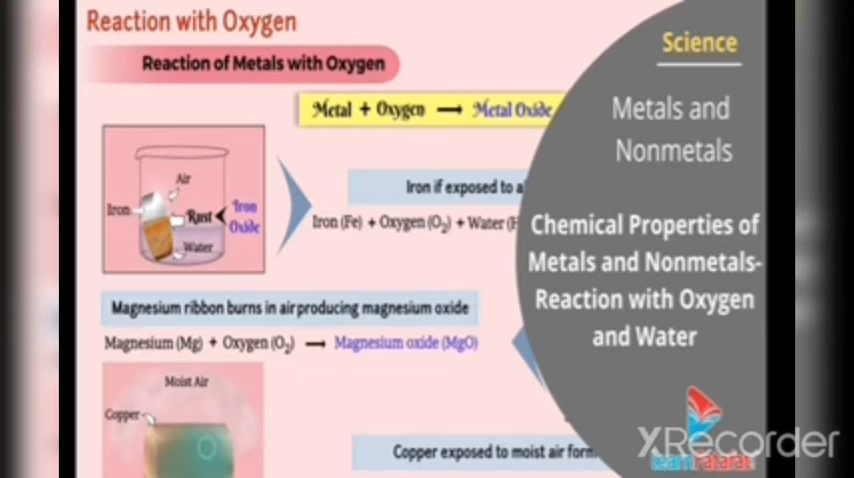 Reaction with Oxygen
Reaction of Metals with Oxygen
Metal + Oxygen → Metal Oxide
Air
Iron
Rust
Iron
Oxide
Water
Iron if exposed to a
Iron (Fe) + Oxygen (O₂) + Water (H
Magnesium ribbon burns in air producing magnesium oxide
Magnesium (Mg) + Oxygen (O₂) → Magnesium oxide (MgO)
Moist Air
Copper
Copper exposed to moist air form
Science
Metals and
Nonmetals
Chemical Properties of
Metals and Nonmetals-
Reaction with Oxygen
and Water
XRecorder